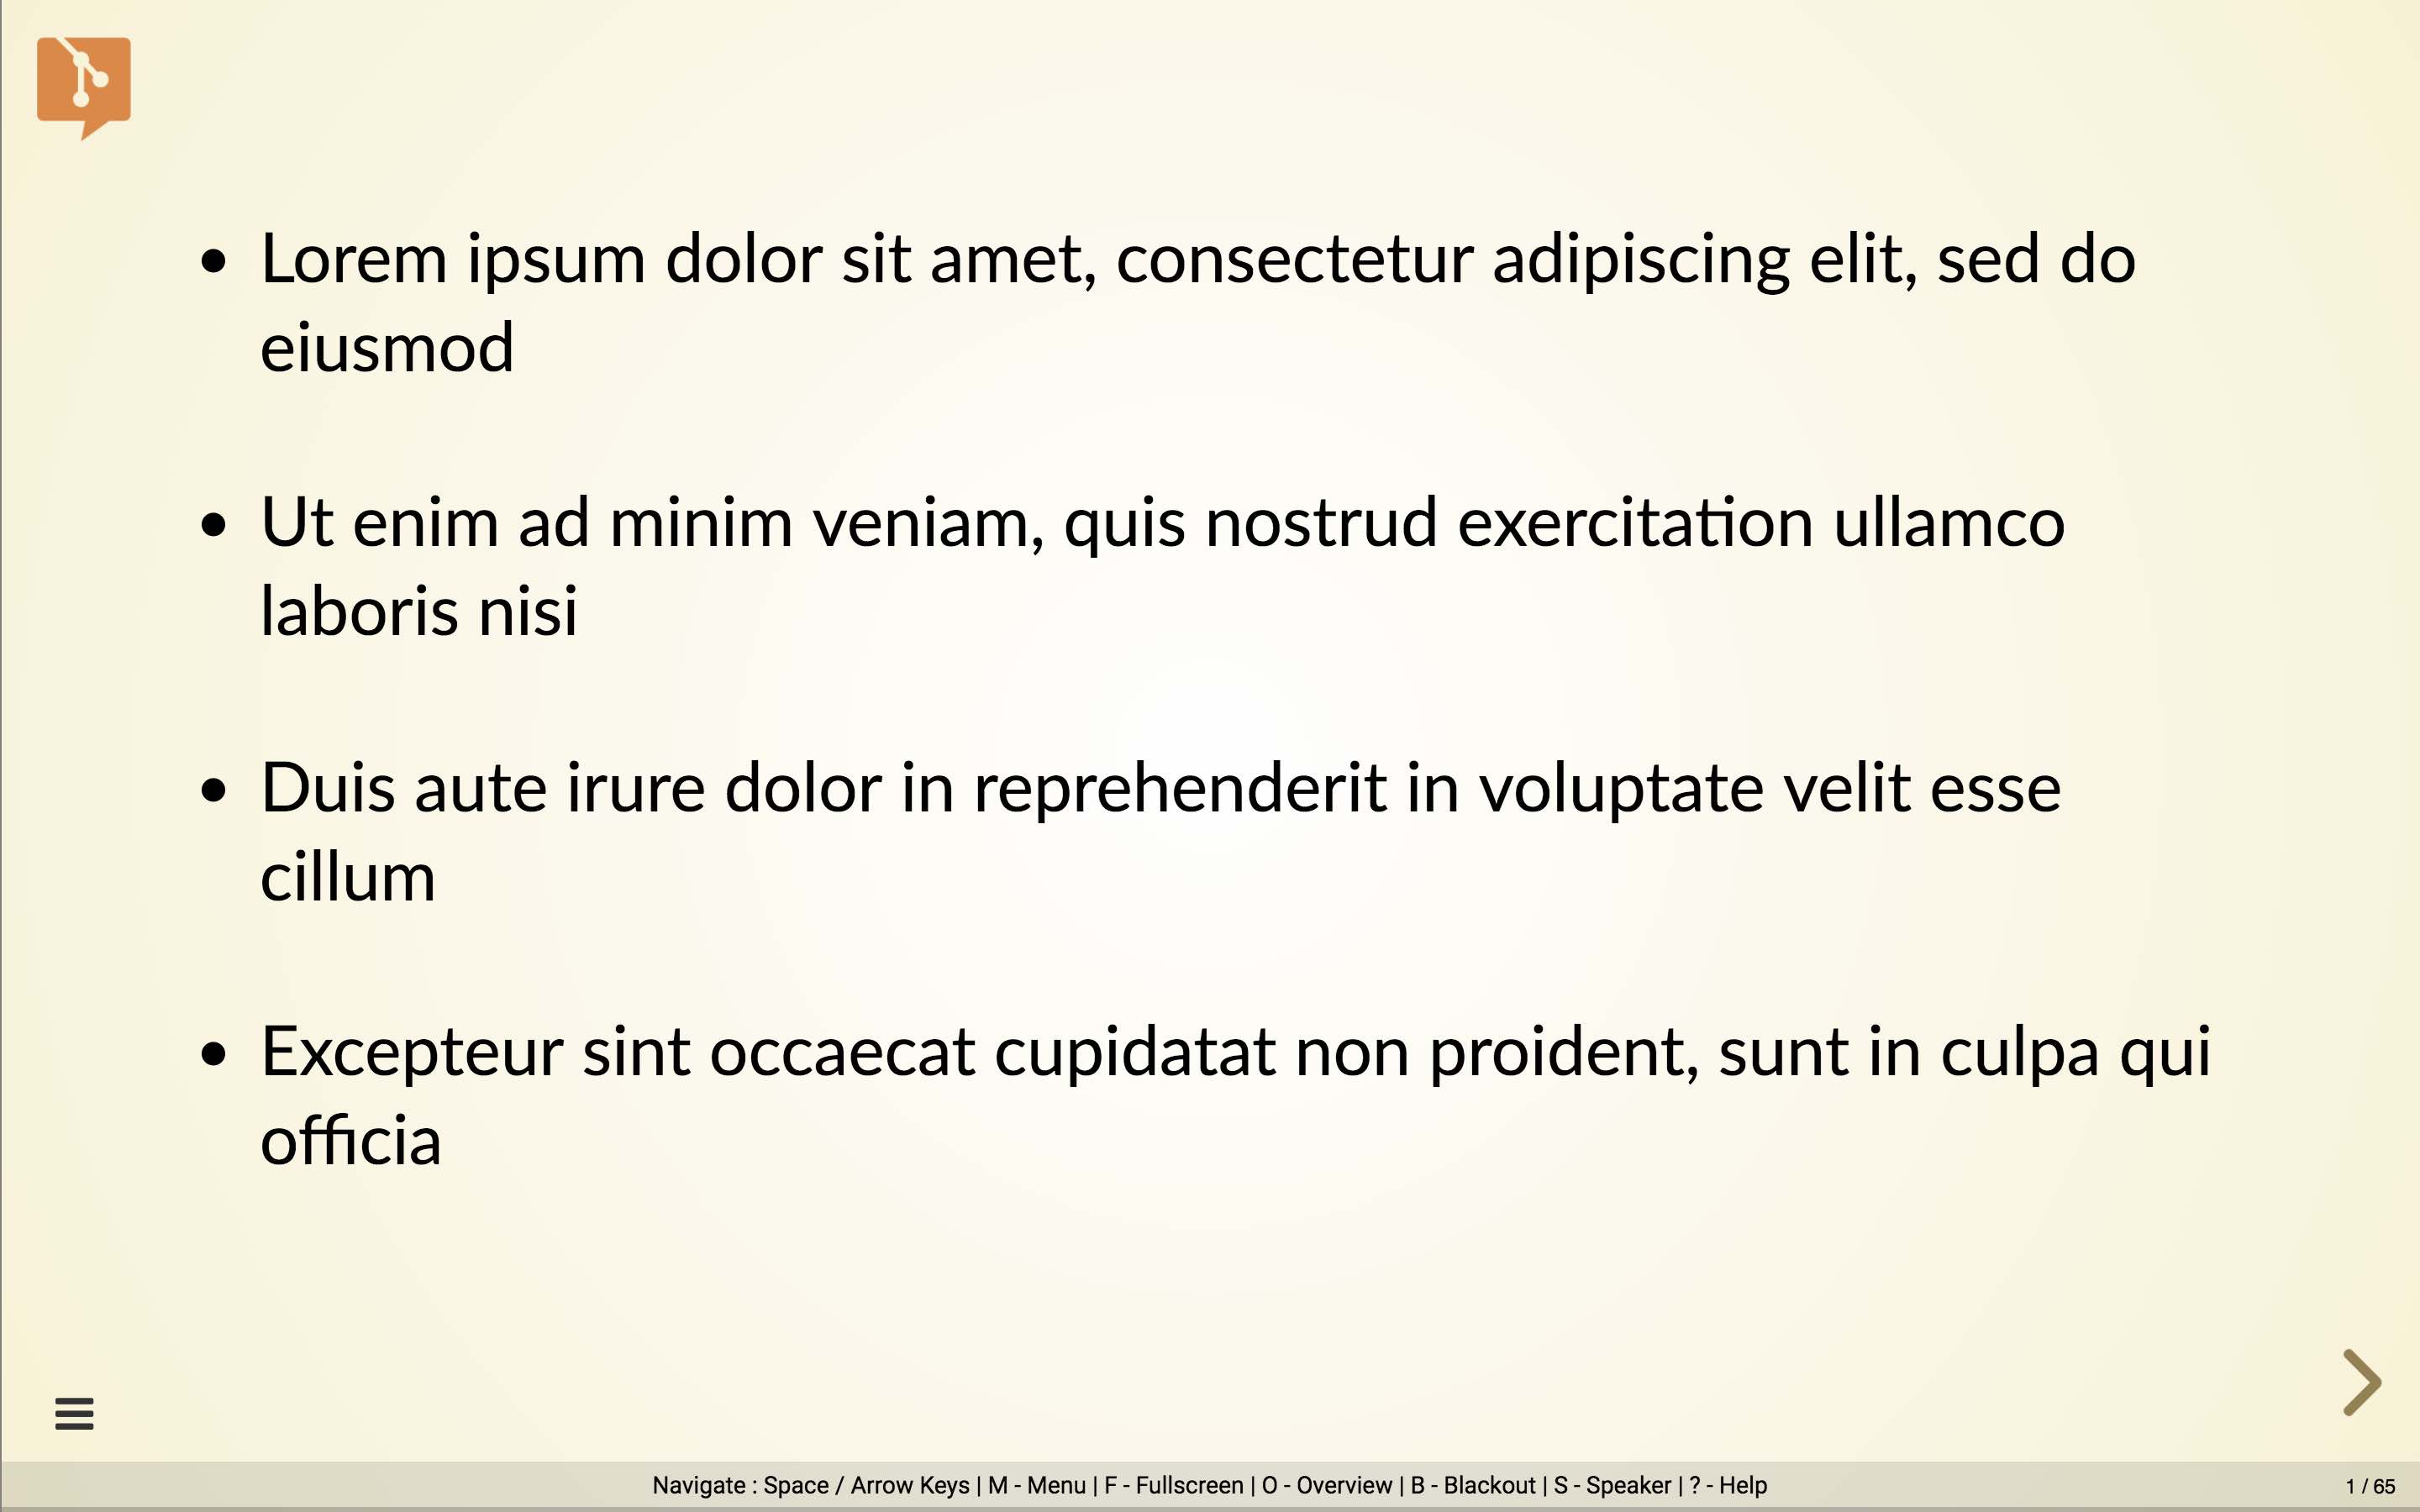 • Lorem ipsum dolor sit amet, consectetur adipiscing elit, sed do
eiusmod
• Ut enim ad minim veniam, quis nostrud exercitation ullamco
laboris nisi
• Duis aute irure dolor in reprehenderit in voluptate velit esse
cillum
• Excepteur sint occaecat cupidatat non proident, sunt in culpa qui
officia
Navigate : Space / Arrow Keys | M - Menu | F - Fullscreen | O - Overview | B - Blackout | S - Speaker | ? - Help
1 / 65